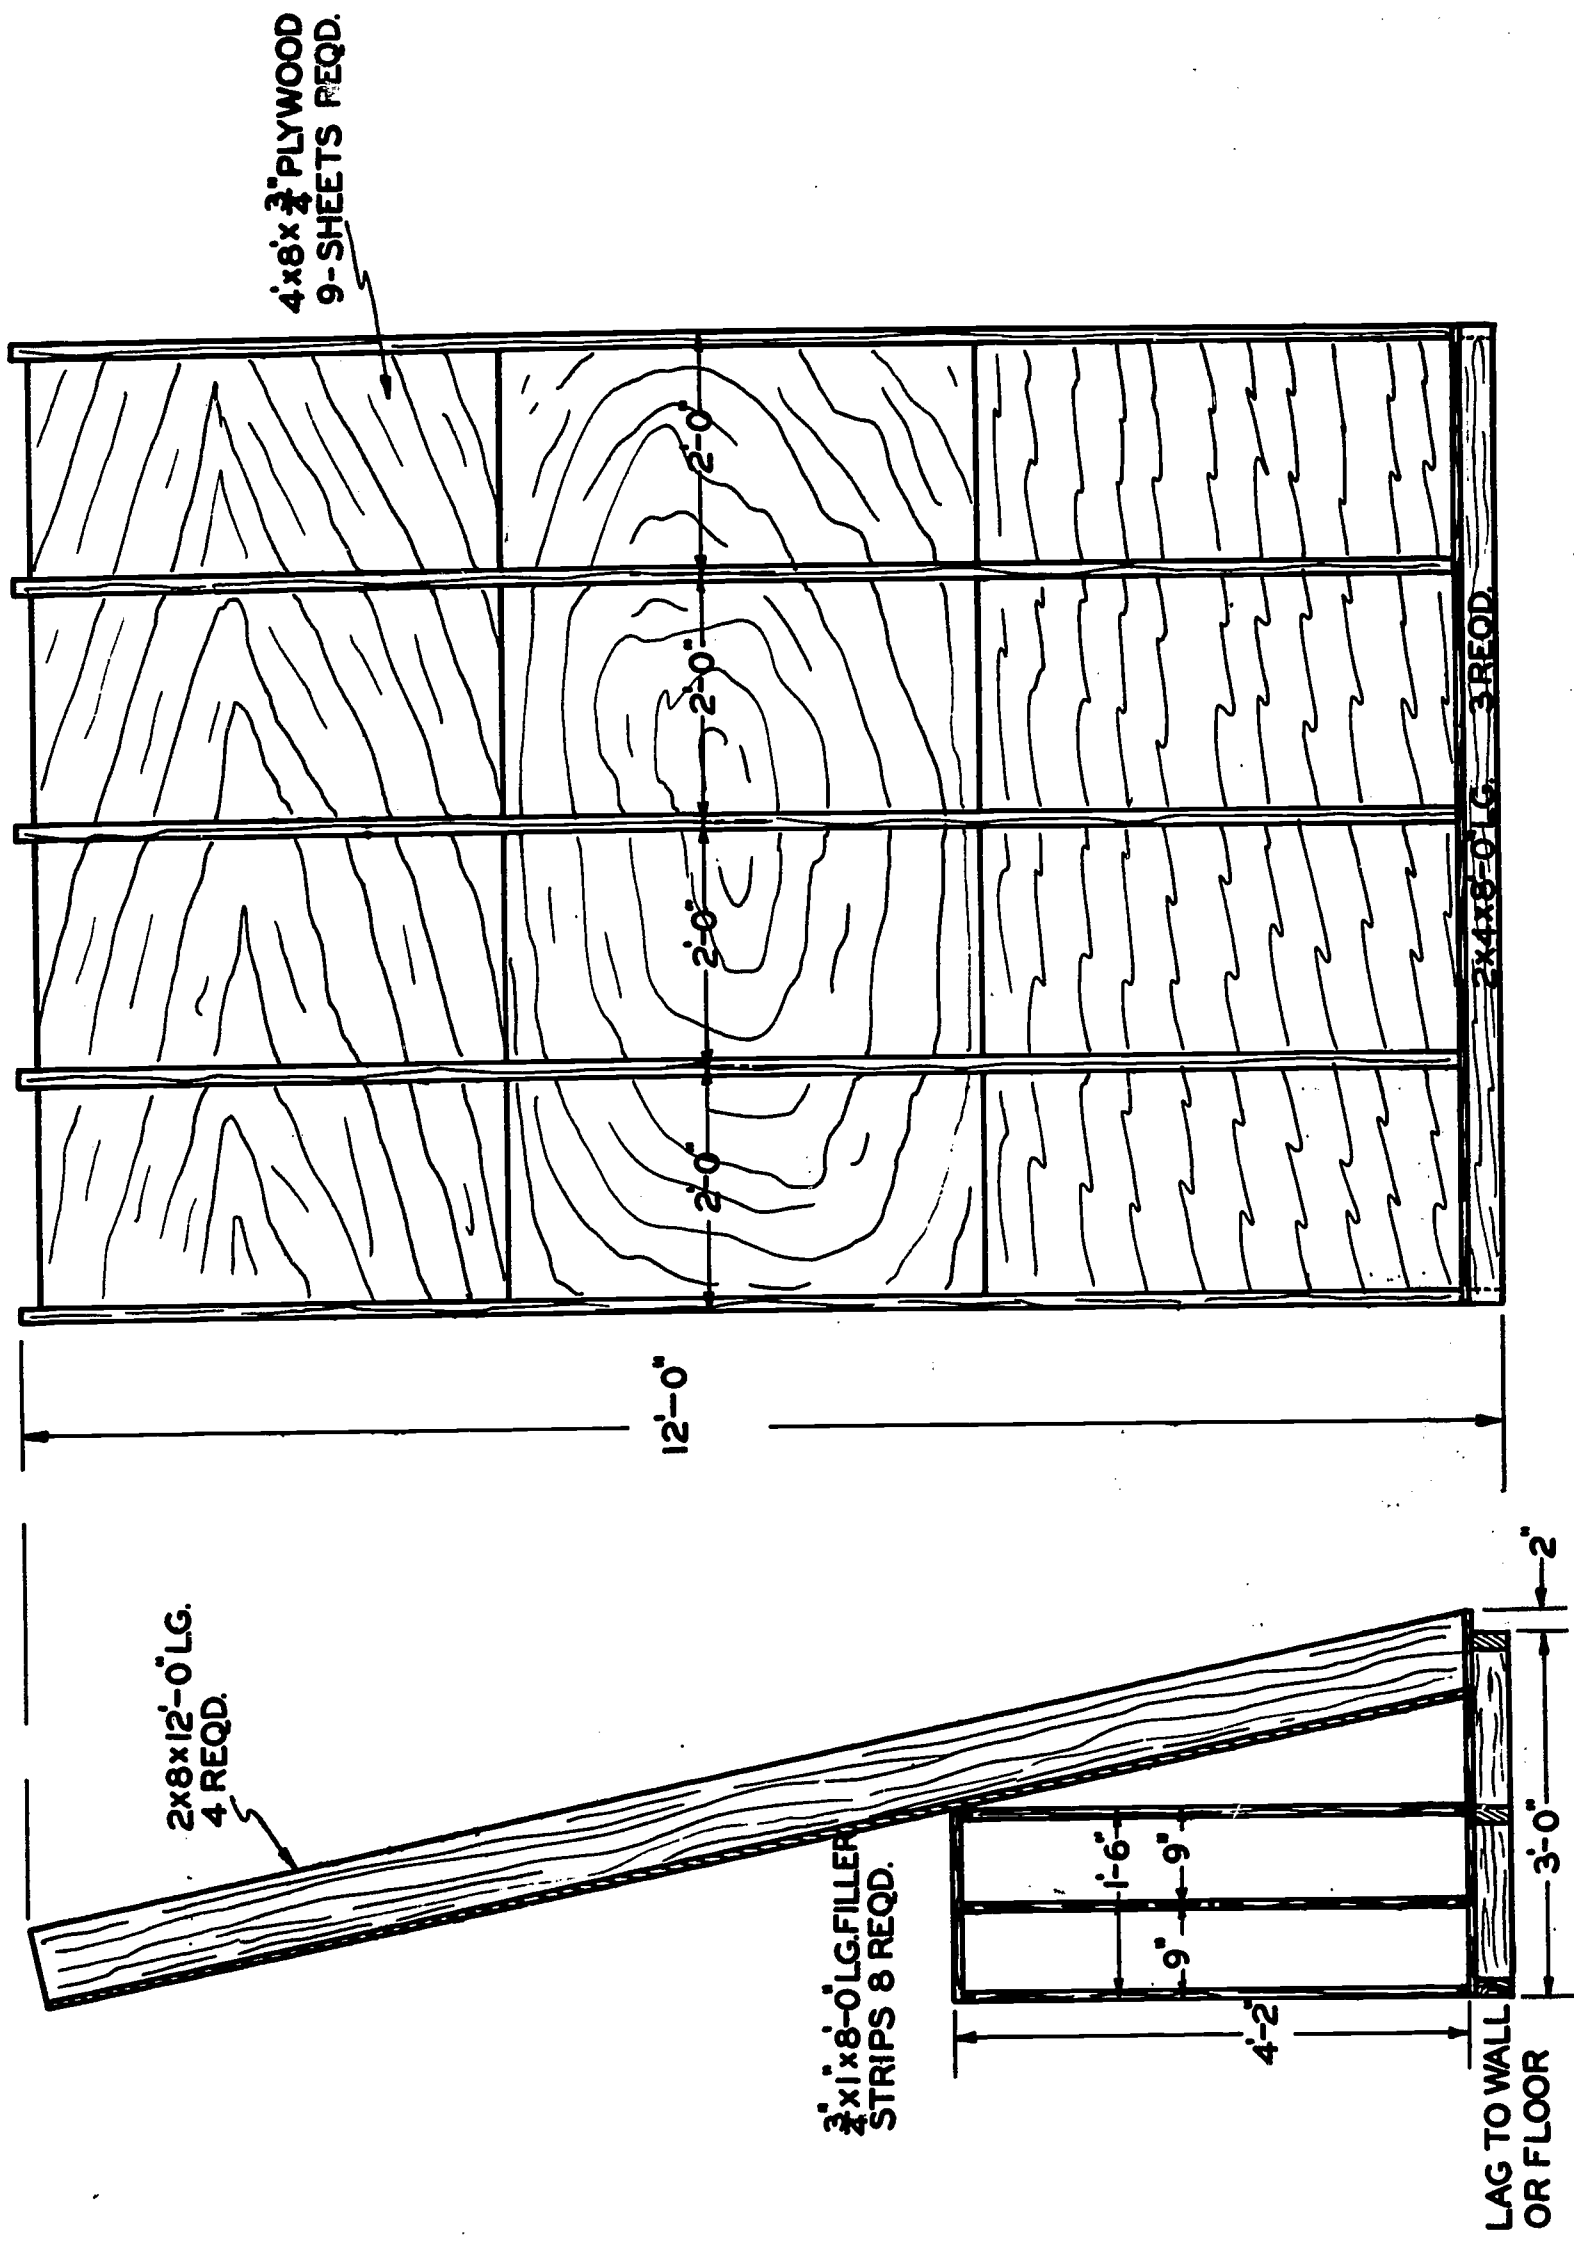 4'x8'x 3/4" PLYWOOD
9-SHEETS REQD.
2'-0"
2'-0"
2'-0"
2'-0"
2x4x8'-0" LG. 3 REQD.
12'-0"
2x8x12'-0" LG.
4 REQD.
3/4"x1"x8'-0" LG. FILLER
STRIPS 8 REQD.
1'-6"
9"
9"
4'-2"
2"
3'-0"
LAG TO WALL
OR FLOOR